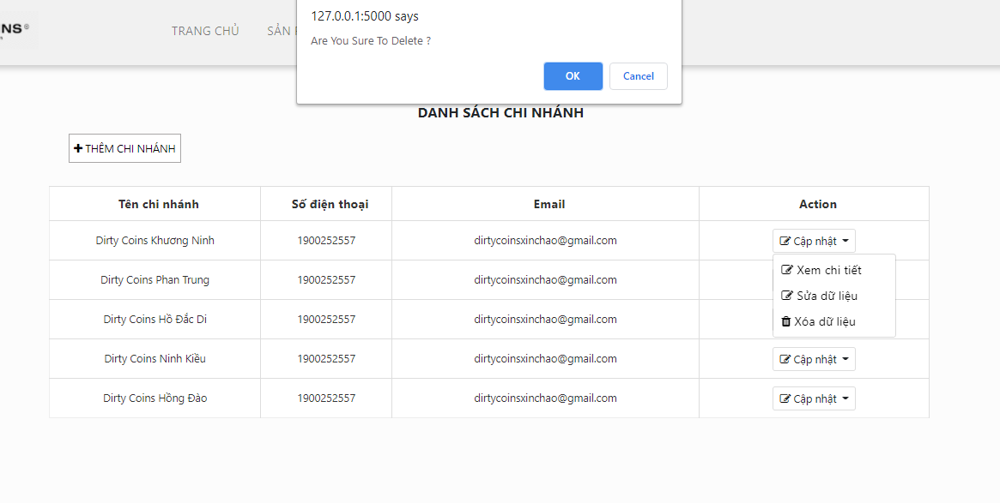 127.0.0.1:5000 says
Are You Sure To Delete ?
OK Cancel
NS®
TRANG CHỦ SẢN
DANH SÁCH CHI NHÁNH
THÊM CHI NHÁNH
Tên chi nhánh Số điện thoại Email Action
Dirty Coins Khương Ninh 1900252557 dirtycoinsxinchao@gmail.com Cập nhật
Xem chi tiết
Dirty Coins Phan Trung 1900252557 dirtycoinsxinchao@gmail.com
Sửa dữ liệu
Dirty Coins Hồ Đắc Di 1900252557 dirtycoinsxinchao@gmail.com
Xóa dữ liệu
Dirty Coins Ninh Kiều 1900252557 dirtycoinsxinchao@gmail.com Cập nhật
Dirty Coins Hồng Đào 1900252557 dirtycoinsxinchao@gmail.com Cập nhật